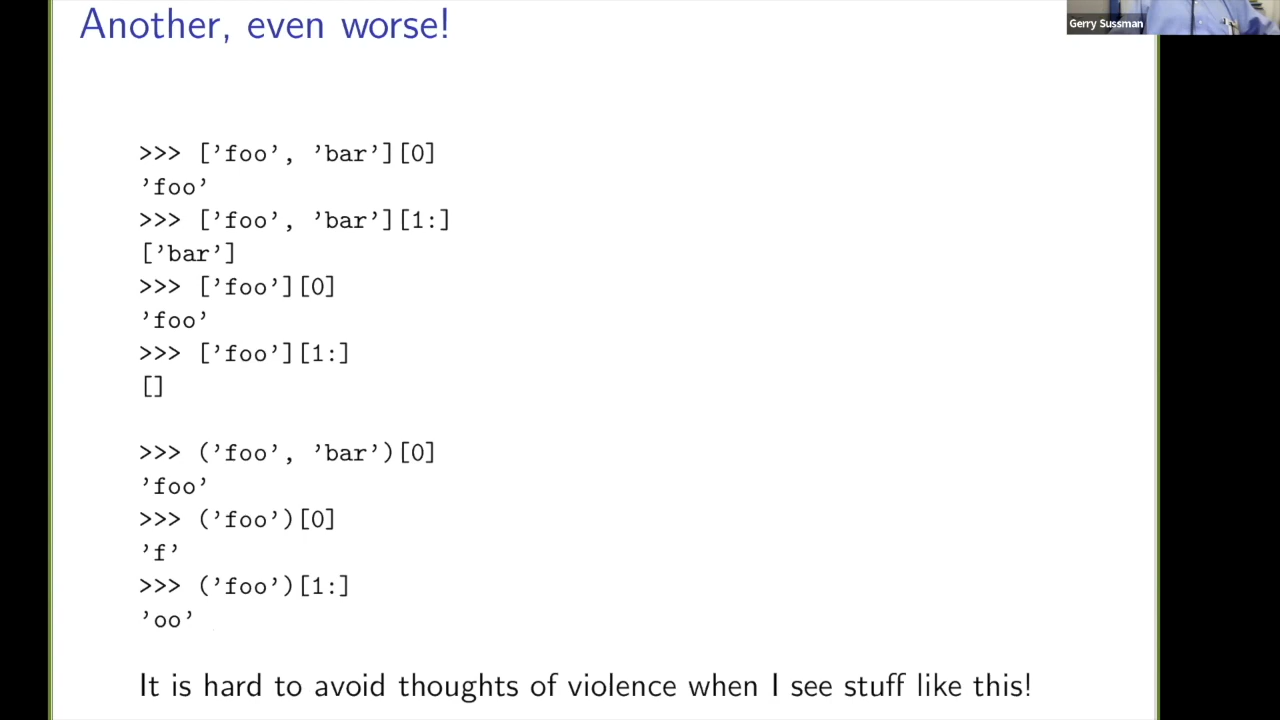 Another, even worse!
Gerry Sussman
>>> [’foo’, ’bar’][0]
’foo’
>>> [’foo’, ’bar’][1:]
[’bar’]
>>> [’foo’][0]
’foo’
>>> [’foo’][1:]
[]
>>> (’foo’, ’bar’)[0]
’foo’
>>> (’foo’)[0]
’f’
>>> (’foo’)[1:]
’oo’
It is hard to avoid thoughts of violence when I see stuff like this!